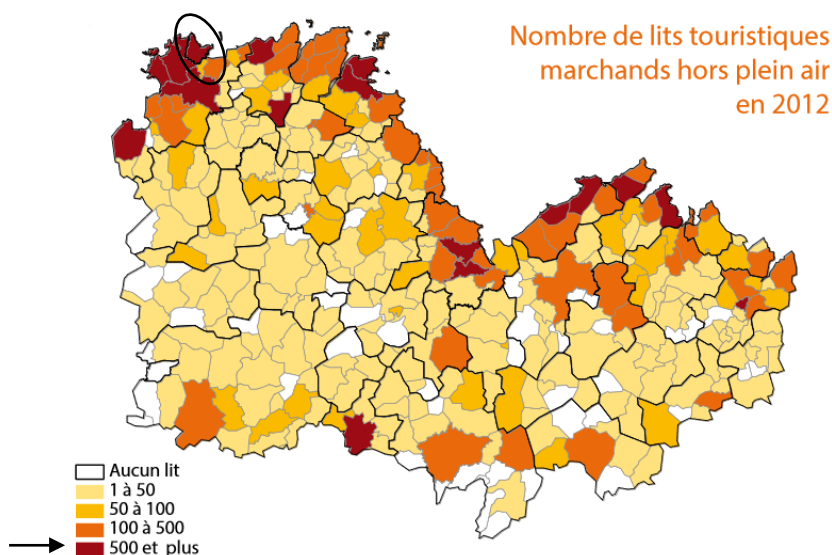 Nombre de lits touristiques
marchands hors plein air
en 2012
Aucun lit
1 à 50
50 à 100
100 à 500
500 et plus